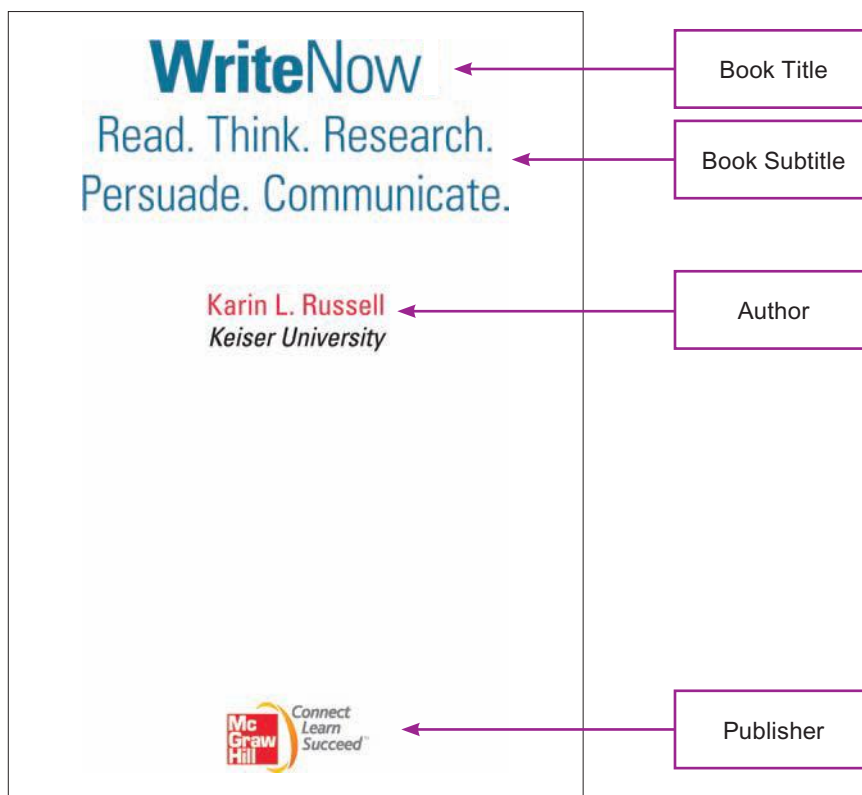 WriteNow
Book Title
Read. Think. Research.
Persuade. Communicate.
Book Subtitle
Karin L. Russell
Keiser University
Author
Mc
Graw
Hill
Connect
Learn
Succeed™
Publisher